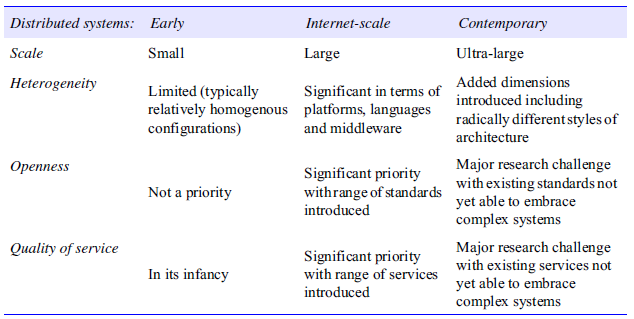 Distributed systems: Early Internet-scale Contemporary
Scale Small Large Ultra-large
Heterogeneity
Limited (typically
relatively homogenous
configurations)
Significant in terms of
platforms, languages
and middleware
Added dimensions
introduced including
radically different styles of
architecture
Openness
Not a priority
Significant priority
with range of standards
introduced
Major research challenge
with existing standards not
yet able to embrace
complex systems
Quality of service
In its infancy
Significant priority
with range of services
introduced
Major research challenge
with existing services not
yet able to embrace
complex systems